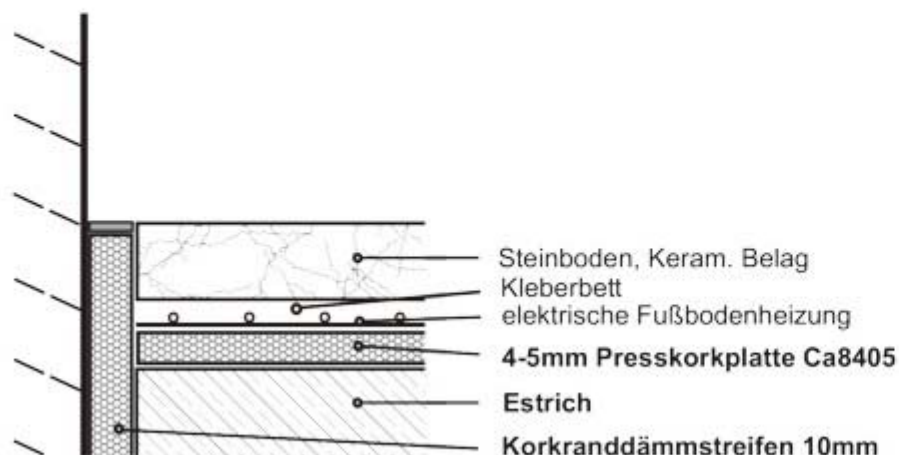 Steinboden, Keram. Belag
Kleberbett
elektrische Fußbodenheizung
4-5mm Presskorkplatte Ca8405
Estrich
Korkranddämmstreifen 10mm